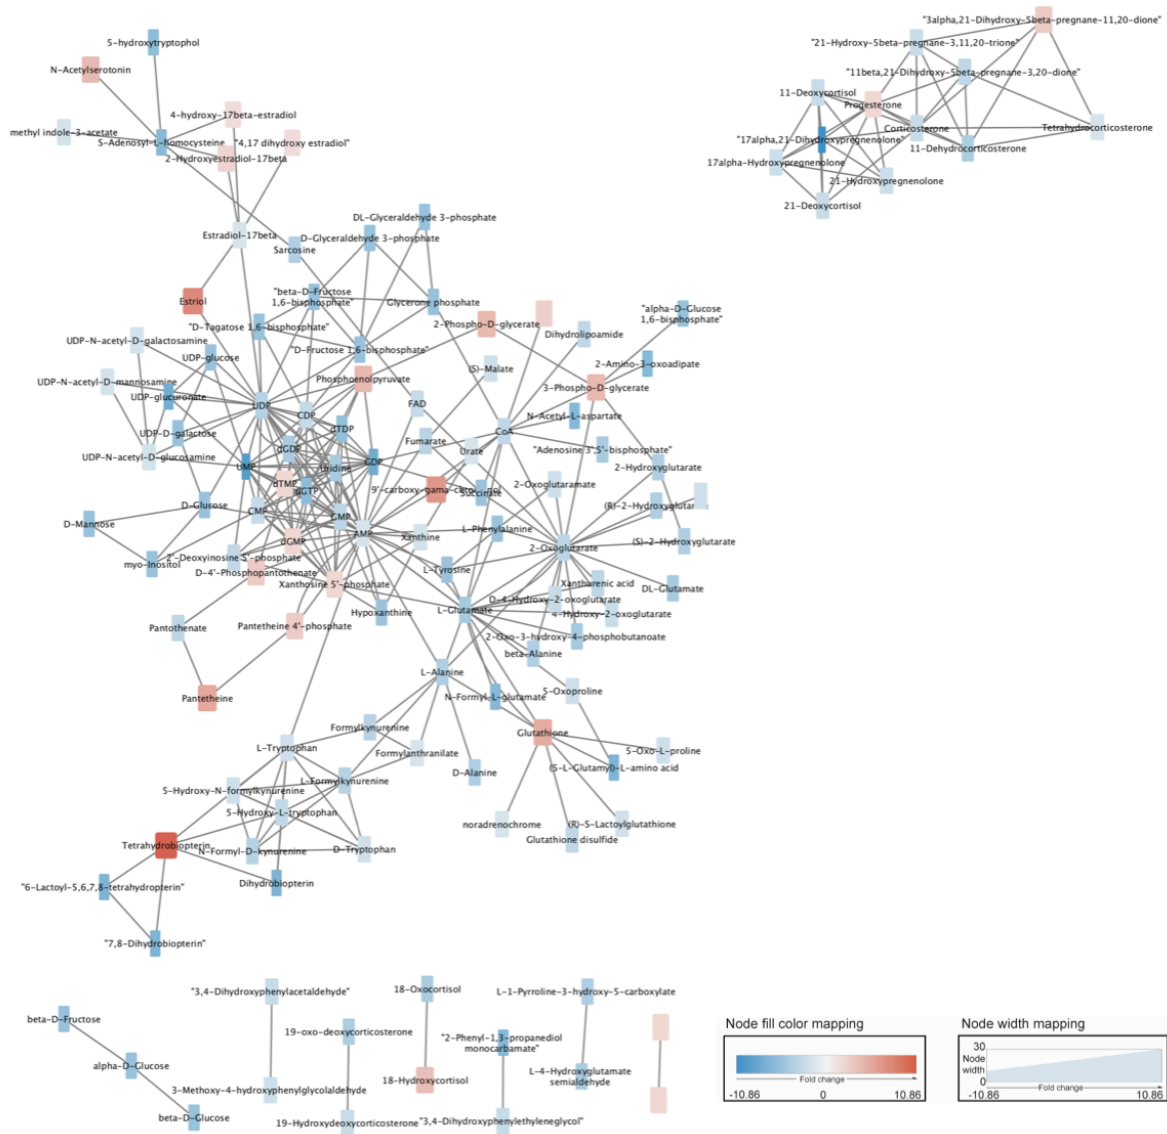 "3alpha,21-Dihydroxy-5beta-pregnane-11,20-dione"
5-hydroxytryptophol
"21-Hydroxy-5beta-pregnane-3,11,20-trione"
N-Acetylserotonin
"11beta,21-Dihydroxy-5beta-pregnane-3,20-dione"
11-Deoxycortisol
Progesterone
4-hydroxy-17beta-estradiol
methyl indole-3-acetate
S-Adenosyl-L-homocysteine
"4,17 dihydroxy estradiol"
Corticosterone
Tetrahydrocorticosterone
"17alpha,21-Dihydroxypregnenolone"
2-Hydroxyestradiol-17beta
11-Dehydrocorticosterone
17alpha-Hydroxypregnenolone
21-Hydroxypregnenolone
21-Deoxycortisol
DL-Glyceraldehyde 3-phosphate
Estradiol-17beta
D-Glyceraldehyde 3-phosphate
Sarcosine
Estriol
"beta-D-Fructose
1,6-bisphosphate"
Glycerone phosphate
"alpha-D-Glucose
1,6-bisphosphate"
2-Phospho-D-glycerate
"D-Tagatose 1,6-bisphosphate"
Dihydrolipoamide
UDP-N-acetyl-D-galactosamine
"D-Fructose 1,6-bisphosphate"
UDP-glucose
2-Amino-3-oxoadipate
(S)-Malate
Phosphoenolpyruvate
UDP-N-acetyl-D-mannosamine
3-Phospho-D-glycerate
UDP-glucuronate
UDP
CDP
FAD
N-Acetyl-L-aspartate
dTDP
CoA
UDP-D-galactose
Fumarate
dGDP
Urate
"Adenosine 3',5'-bisphosphate"
UDP-N-acetyl-D-glucosamine
UMP
Uridine
GDP
2-Hydroxyglutarate
dTMP
dGTP
9'-carboxy-gama-
Succinate
2-Oxoglutaramate
D-Glucose
(R)-2-Hydroxyglutar
CMP
GMP
D-Mannose
L-Phenylalanine
AMP
Xanthine
dGMP
2-Oxoglutarate
(S)-2-Hydroxyglutarate
2'-Deoxyinosine 5'-phosphate
myo-Inositol
D-4'-Phosphopantothenate
L-Tyrosine
Xanthosine 5'-phosphate
Xanthurenic acid
DL-Glutamate
D-4-Hydroxy-2-oxoglutarate
Hypoxanthine
L-Glutamate
4-Hydroxy-2-oxoglutarate
Pantothenate
Pantetheine 4'-phosphate
2-Oxo-3-hydroxy-4-phosphobutanoate
beta-Alanine
L-Alanine
5-Oxoproline
Pantetheine
N-Formyl-L-glutamate
Formylkynurenine
Glutathione
L-Tryptophan
Formylanthranilate
5-Oxo-L-proline
D-Alanine
(5-L-Glutamyl)-L-amino acid
L-Formylkynurenine
5-Hydroxy-N-formylkynurenine
5-Hydroxy-L-tryptophan
noradrenochrome
(R)-S-Lactoylglutathione
Glutathione disulfide
Tetrahydrobiopterin
N-Formyl-D-kynurenine
D-Tryptophan
Dihydrobiopterin
"6-Lactoyl-5,6,7,8-tetrahydropterin"
"7,8-Dihydrobiopterin"
"3,4-Dihydroxyphenylacetaldehyde"
18-Oxocortisol
L-1-Pyrroline-3-hydroxy-5-carboxylate
beta-D-Fructose
19-oxo-deoxycorticosterone
"2-Phenyl-1,3-propanediol
monocarbamate"
alpha-D-Glucose
L-4-Hydroxyglutamate
semialdehyde
3-Methoxy-4-hydroxyphenylglycolaldehyde
18-Hydroxycortisol
beta-D-Glucose
19-Hydroxydeoxycorticosterone
"3,4-Dihydroxyphenylethyleneglycol"
Node fill color mapping
Fold change
-10.86
0
10.86
Node width mapping
30
Node
width
0
Fold change
-10.86
10.86